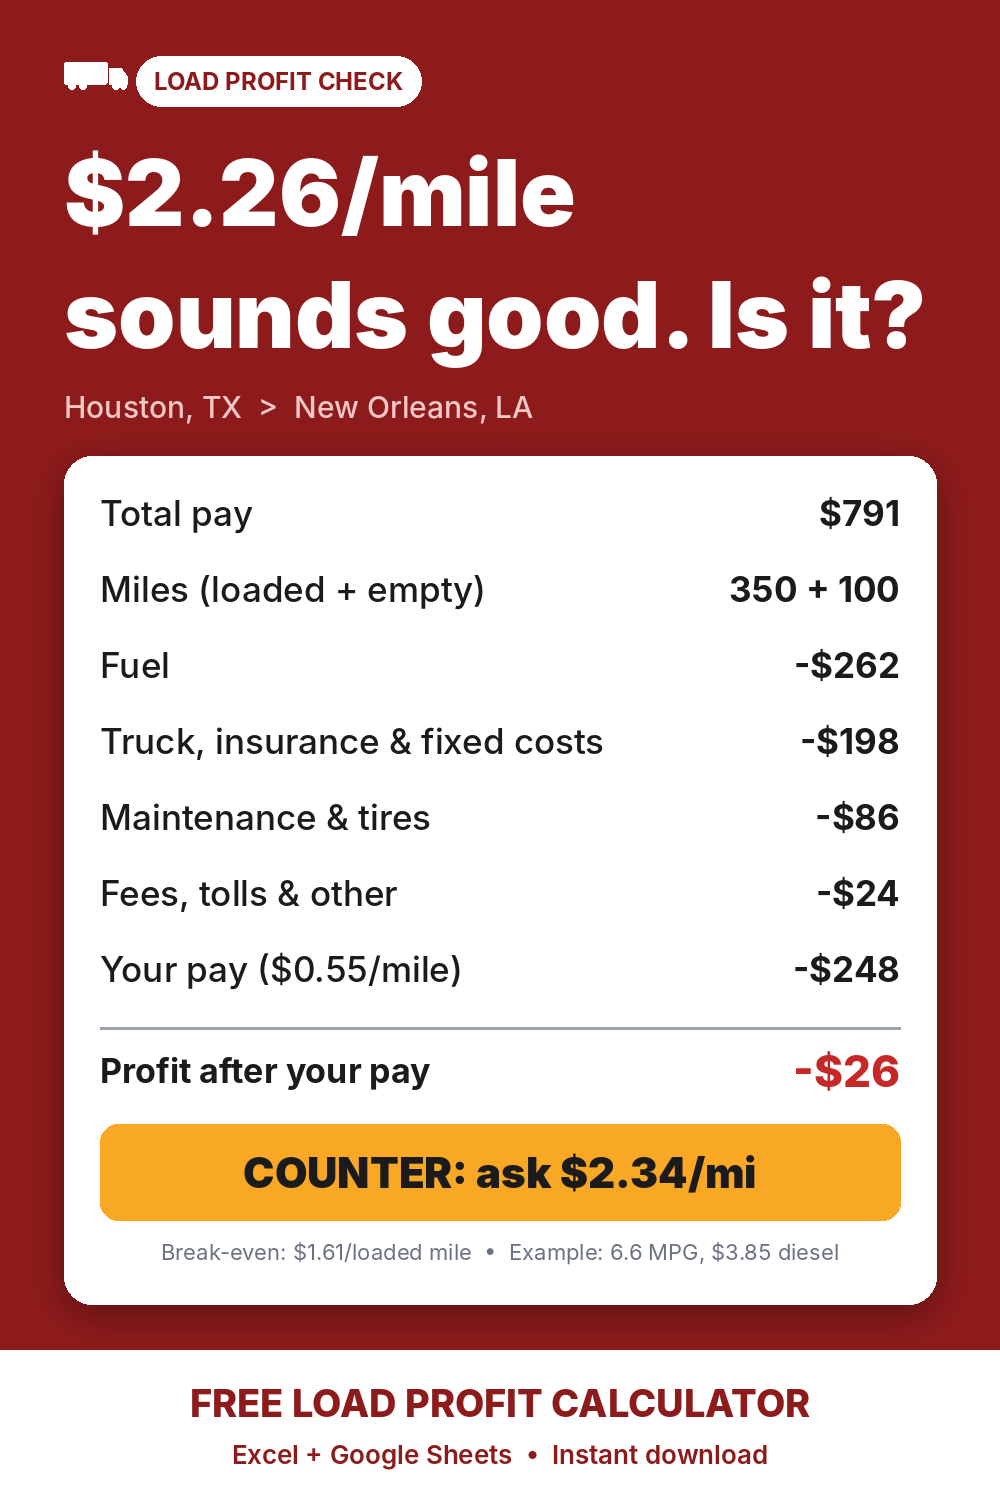 LOAD PROFIT CHECK
$2.26/mile
sounds good. Is it?
Houston, TX > New Orleans, LA
Total pay $791
Miles (loaded + empty) 350 + 100
Fuel -$262
Truck, insurance & fixed costs -$198
Maintenance & tires -$86
Fees, tolls & other -$24
Your pay ($0.55/mile) -$248
Profit after your pay -$26
COUNTER: ask $2.34/mi
Break-even: $1.61/loaded mile • Example: 6.6 MPG, $3.85 diesel
FREE LOAD PROFIT CALCULATOR
Excel + Google Sheets • Instant download